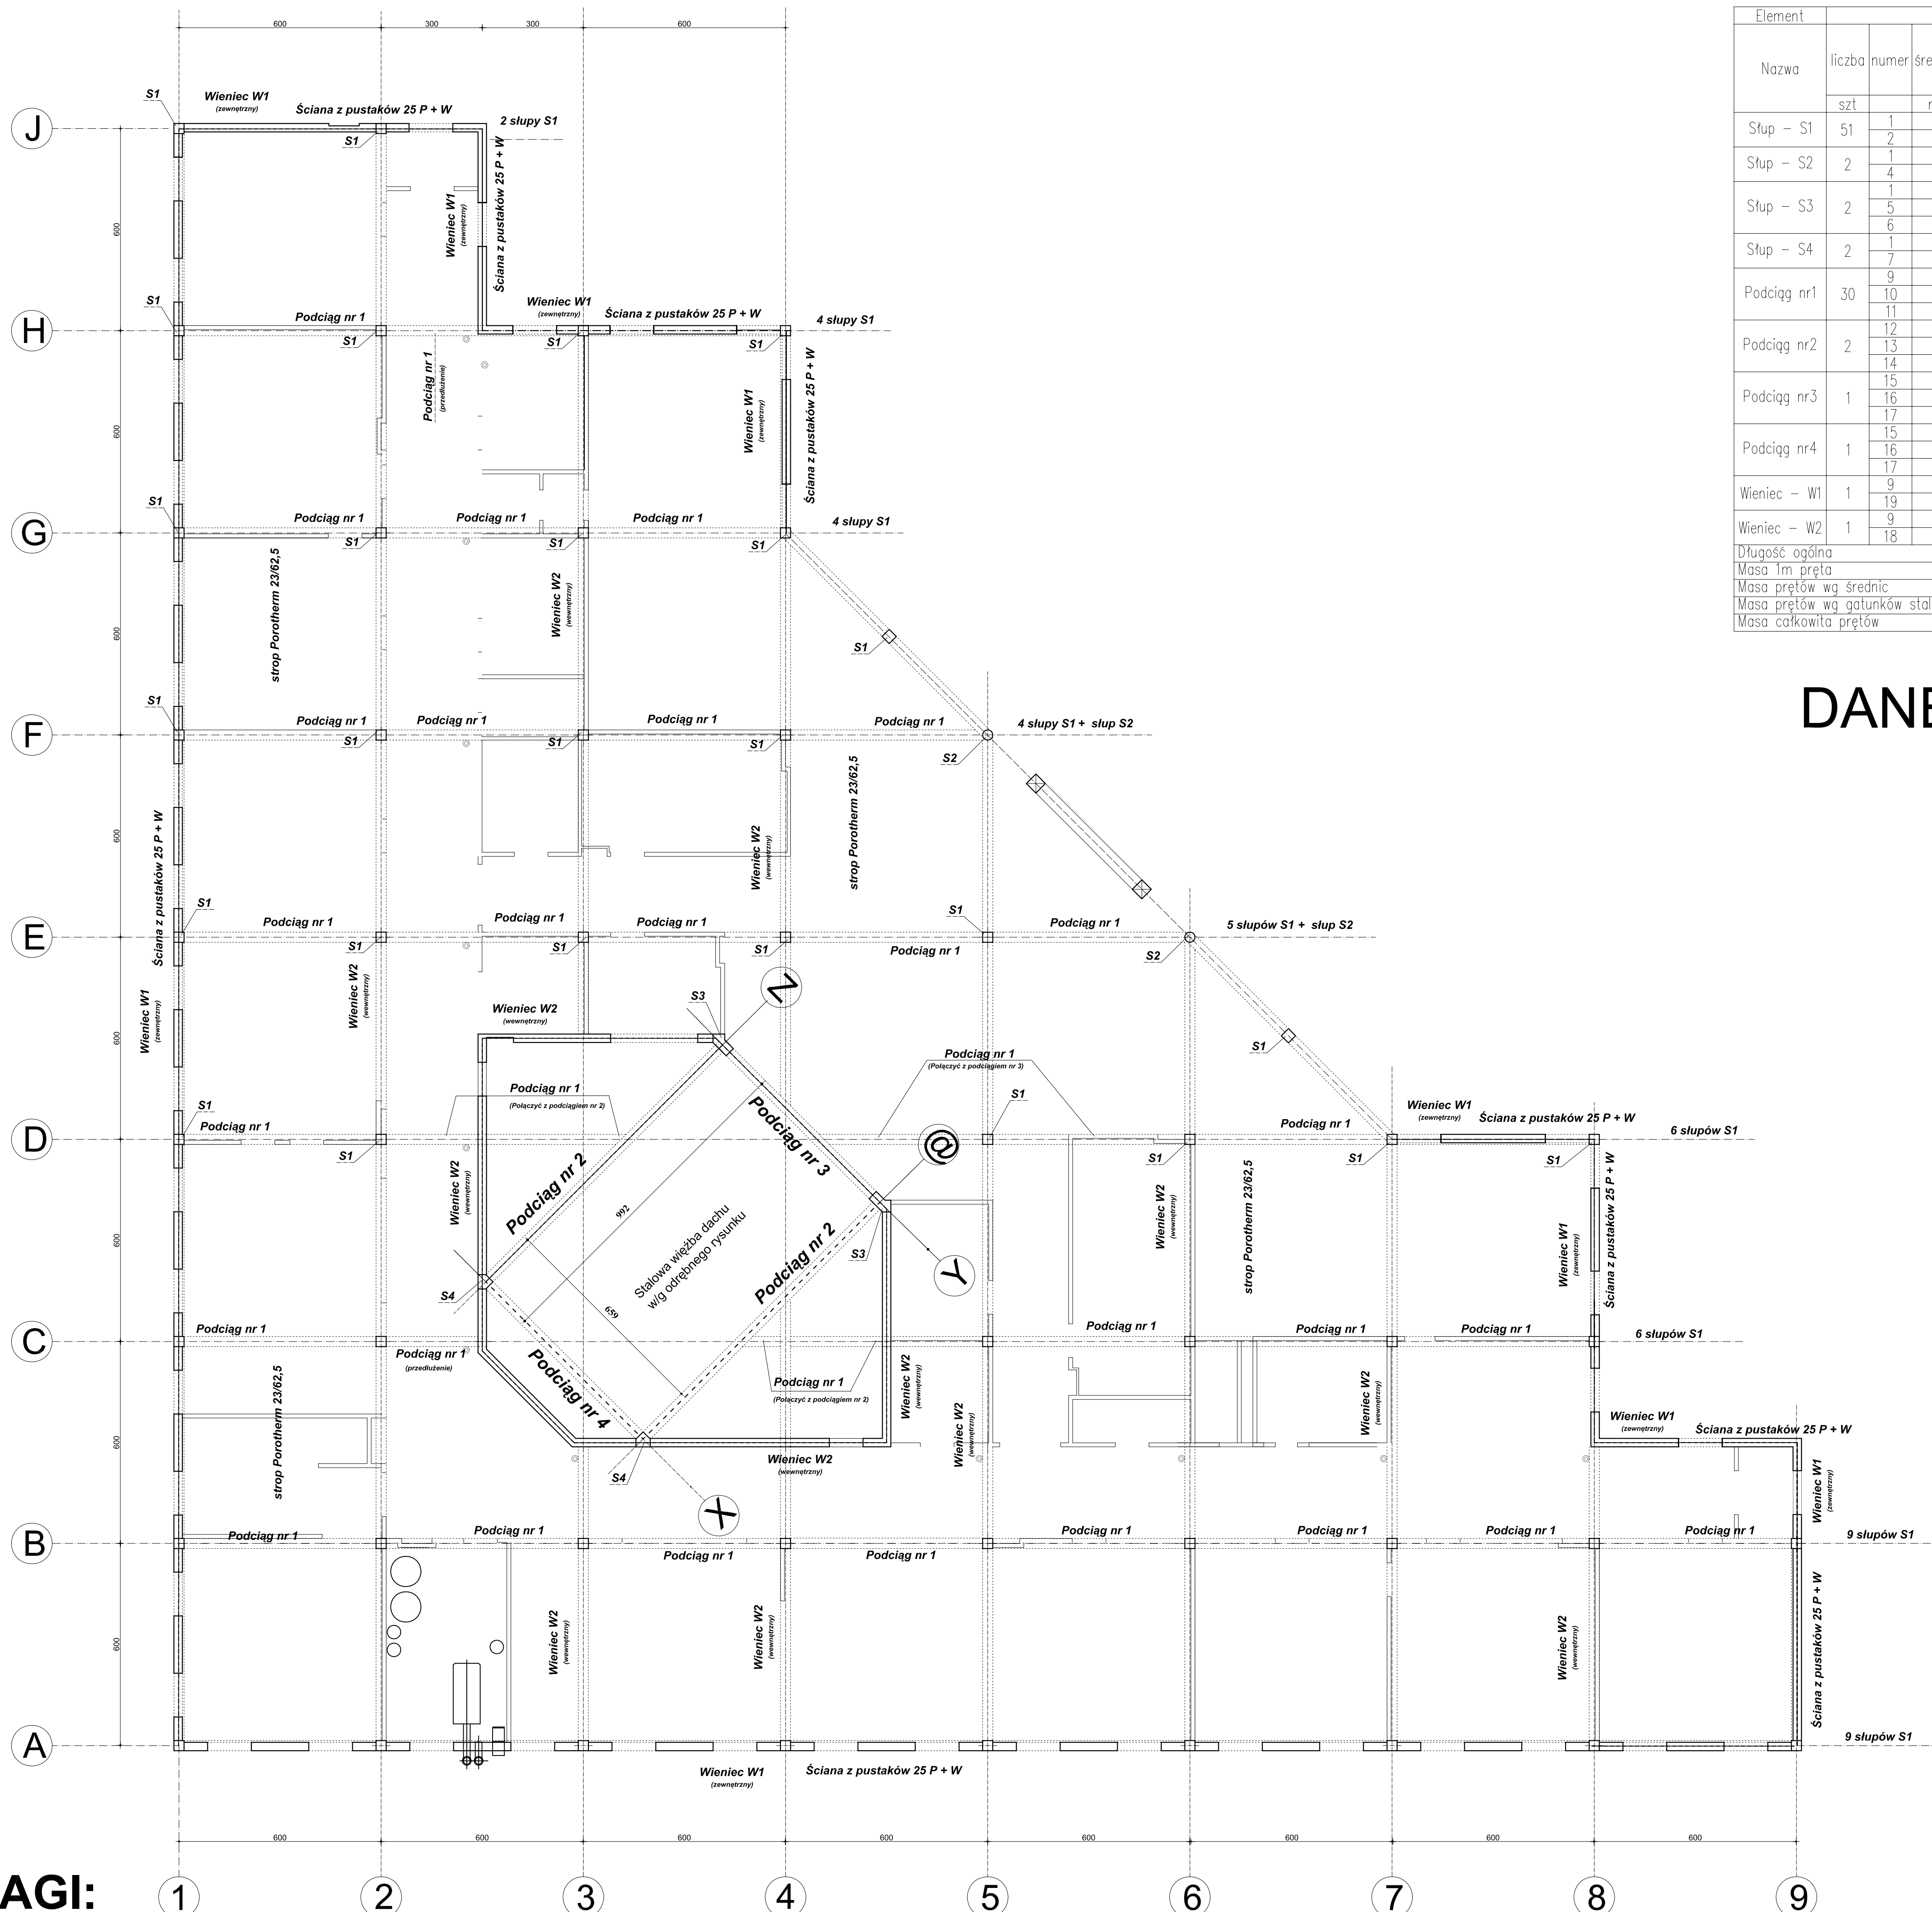 600
300
300
600
S1
Wieniec W1
(zewnętrzny)
Ściana z pustaków 25 P + W
2 słupy S1
J
S1
Wieniec W1
(zewnętrzny)
Ściana z pustaków 25 P + W
600
S1
Podciąg nr 1
Wieniec W1
(zewnętrzny)
Ściana z pustaków 25 P + W
4 słupy S1
H
S1
S1
S1
Podciąg nr 1
(przedłużenie)
Wieniec W1
(zewnętrzny)
Ściana z pustaków 25 P + W
600
S1
Podciąg nr 1
Podciąg nr 1
Podciąg nr 1
4 słupy S1
G
S1
S1
S1
strop Porotherm 23/62,5
Wieniec W2
(wewnętrzny)
600
S1
S1
Podciąg nr 1
Podciąg nr 1
Podciąg nr 1
Podciąg nr 1
4 słupy S1 + słup S2
F
S1
S1
S1
S2
Ściana z pustaków 25 P + W
600
Wieniec W2
(wewnętrzny)
strop Porotherm 23/62,5
S1
Podciąg nr 1
Podciąg nr 1
Podciąg nr 1
S1
Podciąg nr 1
5 słupów S1 + słup S2
E
S1
S1
S1
Podciąg nr 1
S2
Wieniec W1
(zewnętrzny)
Wieniec W2
(wewnętrzny)
600
Wieniec W2
(wewnętrzny)
S3
Z
S1
Podciąg nr 1
(Połączyć z podciągiem nr 2)
Podciąg nr 1
(Połączyć z podciągiem nr 3)
S1
S1
Podciąg nr 1
Podciąg nr 1
Wieniec W1
(zewnętrzny)
Ściana z pustaków 25 P + W
6 słupów S1
D
S1
Podciąg nr 3
@
S1
S1
S1
600
Wieniec W2
(wewnętrzny)
Podciąg nr 2
992
Stalowa więźba dachu
w/g odrębnego rysunku
659
Podciąg nr 2
S3
Y
S4
Wieniec W2
(wewnętrzny)
strop Porotherm 23/62,5
Wieniec W1
(zewnętrzny)
Ściana z pustaków 25 P + W
Podciąg nr 1
Podciąg nr 1
Podciąg nr 1
Podciąg nr 1
6 słupów S1
C
Podciąg nr 1
(przedłużenie)
Podciąg nr 4
Podciąg nr 1
(Połączyć z podciągiem nr 2)
Wieniec W2
(wewnętrzny)
Wieniec W2
(wewnętrzny)
Wieniec W2
(wewnętrzny)
600
strop Porotherm 23/62,5
Wieniec W1
(zewnętrzny)
Ściana z pustaków 25 P + W
Wieniec W2
(wewnętrzny)
S4
X
Wieniec W1
(zewnętrzny)
Podciąg nr 1
Podciąg nr 1
Podciąg nr 1
Podciąg nr 1
Podciąg nr 1
Podciąg nr 1
Podciąg nr 1
Podciąg nr 1
9 słupów S1
B
600
Wieniec W2
(wewnętrzny)
Wieniec W2
(wewnętrzny)
Wieniec W2
(wewnętrzny)
Ściana z pustaków 25 P + W
A
9 słupów S1
Wieniec W1
(zewnętrzny)
Ściana z pustaków 25 P + W
600
600
600
600
600
600
600
600
AGI:
1
2
3
4
5
6
7
8
9
Element
Nazwa
liczba
numer
szt
Słup - S1
51
1
2
Słup - S2
2
1
4
Słup - S3
2
1
5
6
Słup - S4
2
1
7
Podciąg nr1
30
9
10
11
Podciąg nr2
2
12
13
14
Podciąg nr3
1
15
16
17
Podciąg nr4
1
15
16
17
Wieniec - W1
1
9
19
Wieniec - W2
1
9
18
Długość ogólna
Masa 1m pręta
Masa prętów wg średnic
Masa prętów wg gatunków stal
Masa całkowita prętów
DANE